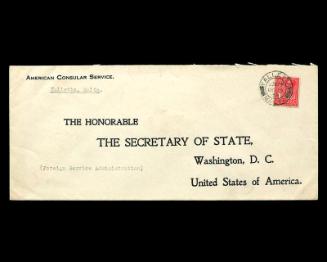 AMERICAN CONSULAR SERVICE.
Valletta, Malta.
THE HONORABLE
THE SECRETARY OF STATE,
Washington, D. C.
(Foreign Service Administration)
United States of America.